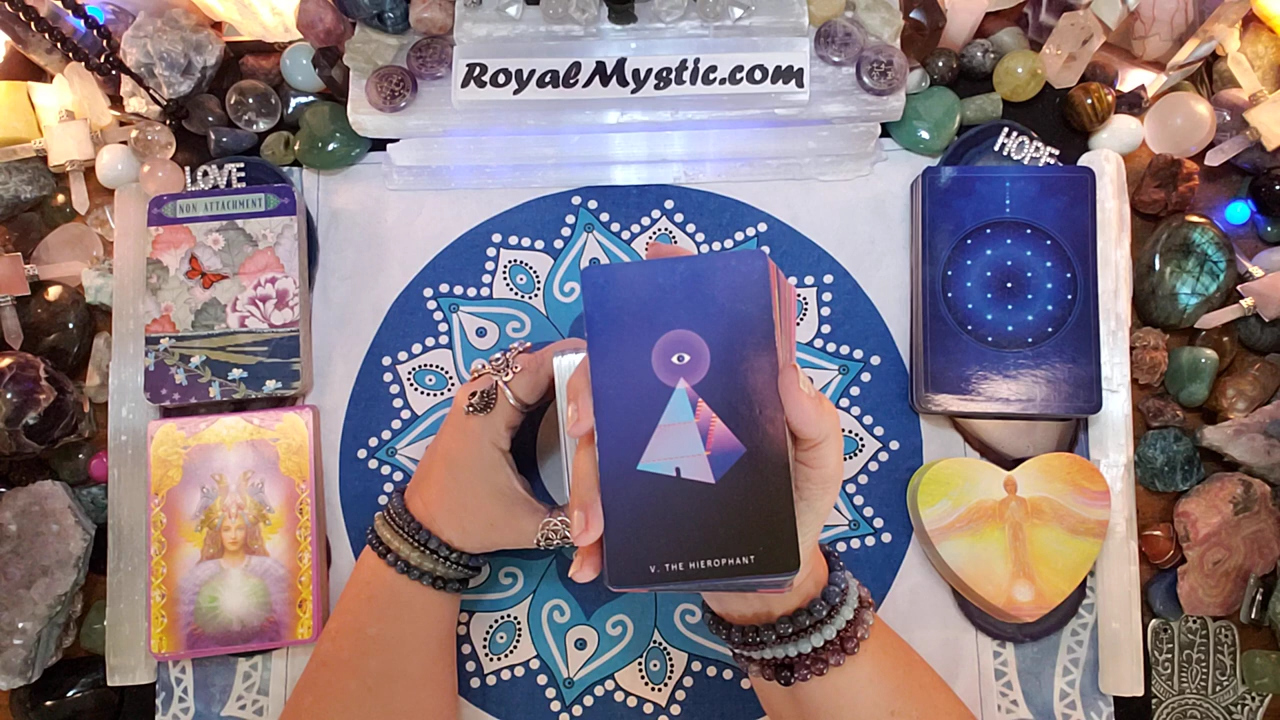 RoyalMystic.com
LOVE
HOPE
NON ATTACHMENT
V. THE HIEROPHANT